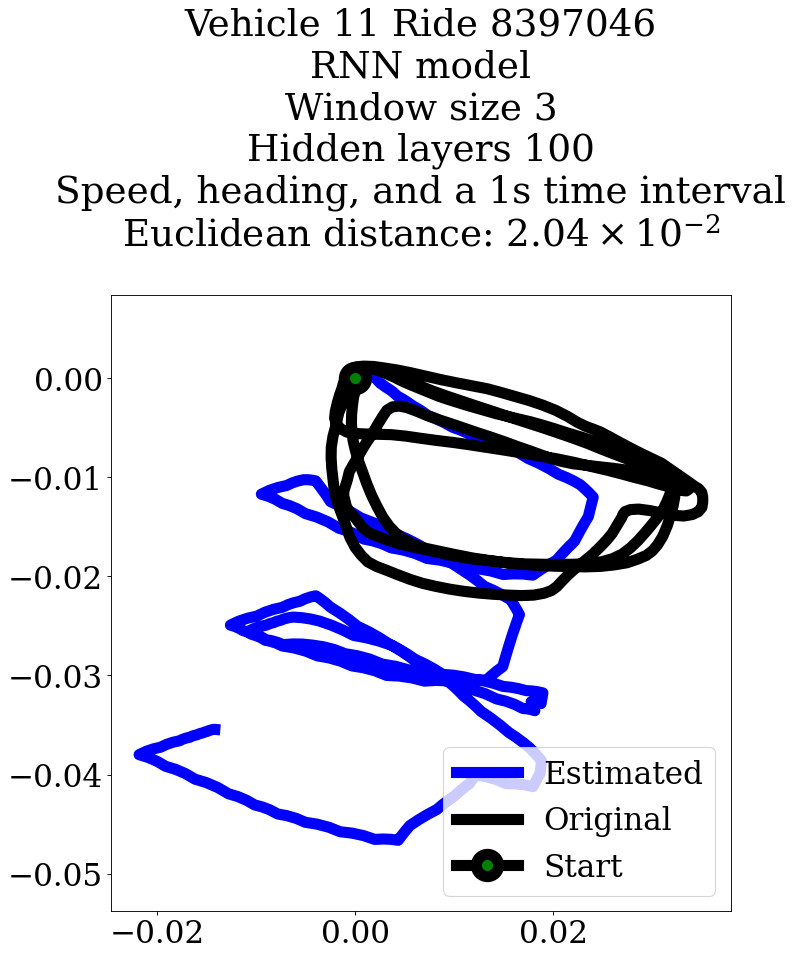 Vehicle 11 Ride 8397046
RNN model
Window size 3
Hidden layers 100
Speed, heading, and a 1s time interval
Euclidean distance: 2.04 × 10⁻²
0.00
−0.01
−0.02
−0.03
−0.04
−0.05
Estimated
Original
Start
−0.02 0.00 0.02